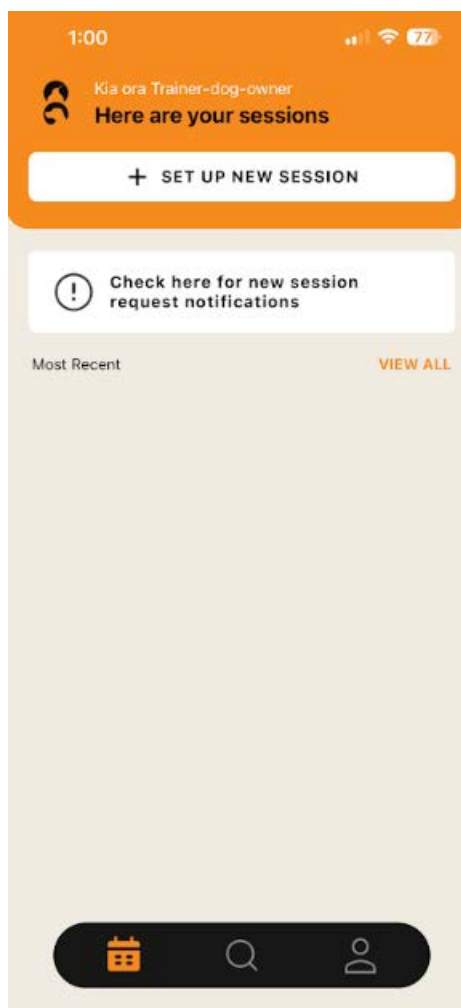 1:00
77
Kia ora Trainer-dog-owner
Here are your sessions
+ SET UP NEW SESSION
Check here for new session
request notifications
Most Recent
VIEW ALL